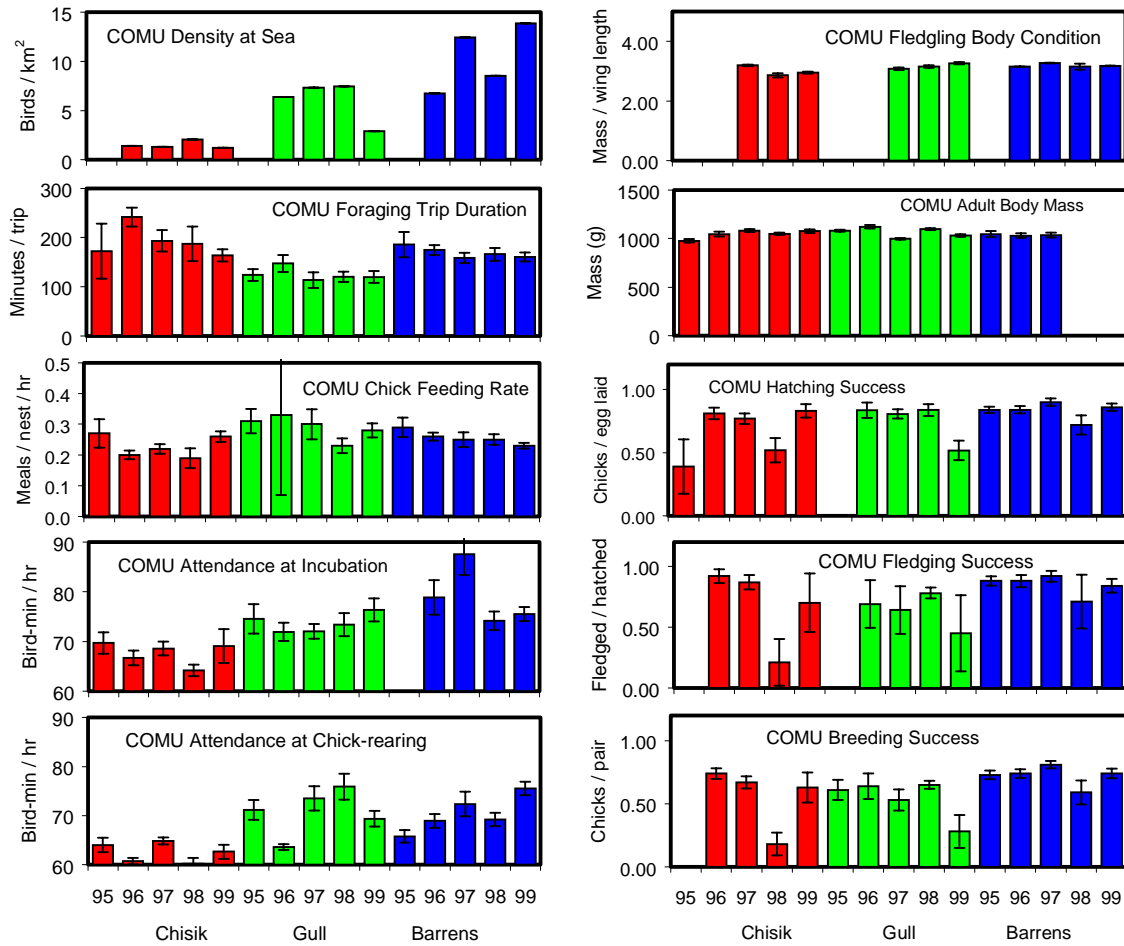 COMU Density at Sea
Birds / km²
15
10
5
0
COMU Foraging Trip Duration
Minutes / trip
300
200
100
0
COMU Chick Feeding Rate
Meals / nest / hr
0.5
0.4
0.3
0.2
0.1
0.0
COMU Attendance at Incubation
Bird-min / hr
90
80
70
60
COMU Attendance at Chick-rearing
Bird-min / hr
90
80
70
60
95 96 97 98 99 95 96 97 98 99 95 96 97 98 99
Chisik Gull Barrens
COMU Fledgling Body Condition
Mass / wing length
4.00
2.00
0.00
COMU Adult Body Mass
Mass (g)
1500
1000
500
0
COMU Hatching Success
Chicks / egg laid
1.00
0.50
0.00
COMU Fledging Success
Fledged / hatched
1.00
0.50
0.00
COMU Breeding Success
Chicks / pair
1.00
0.50
0.00
95 96 97 98 99 95 96 97 98 99 95 96 97 98 99
Chisik Gull Barrens